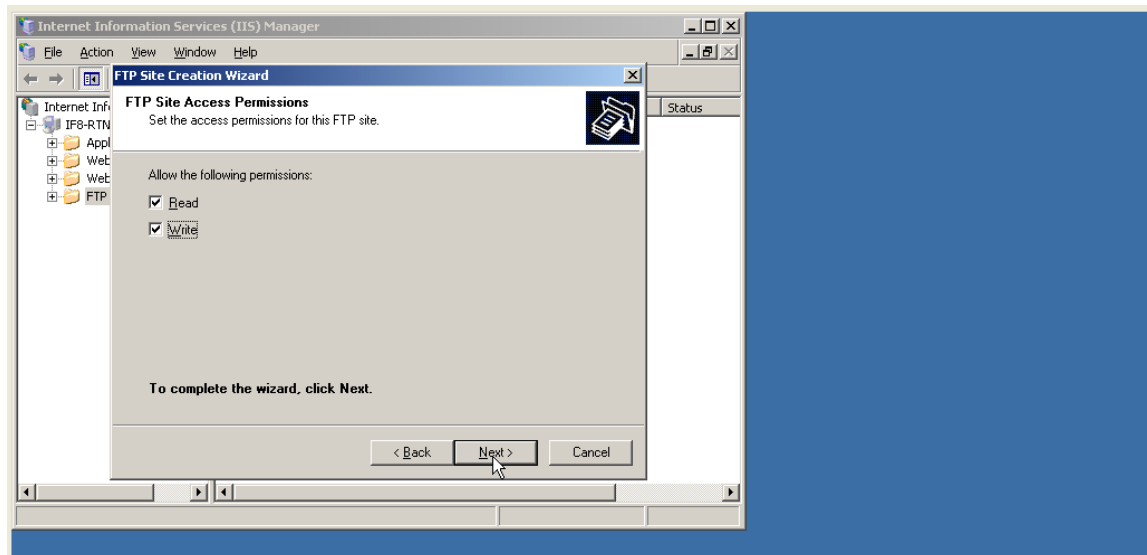 Internet Information Services (IIS) Manager
File Action View Window Help
FTP Site Creation Wizard
FTP Site Access Permissions
Set the access permissions for this FTP site.
Internet Inf
Status
IF8-RTN
Appl
Web
Web
FTP
Allow the following permissions:
Read
Write
To complete the wizard, click Next.
< Back Next > Cancel